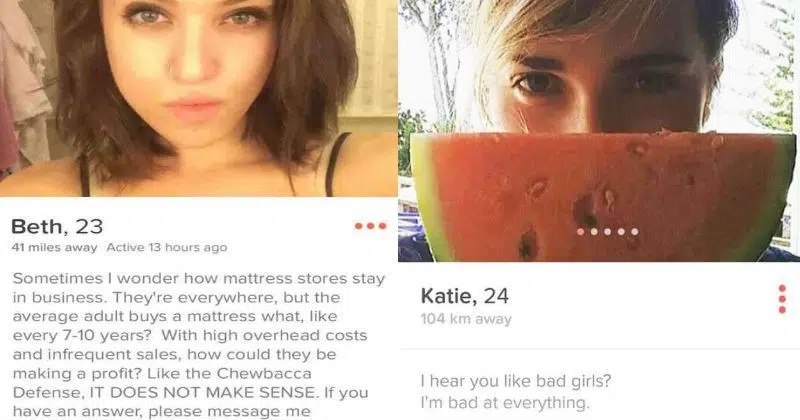 Beth, 23
41 miles away Active 13 hours ago
Sometimes I wonder how mattress stores stay
in business. They're everywhere, but the
average adult buys a mattress what, like
every 7-10 years? With high overhead costs
and infrequent sales, how could they be
making a profit? Like the Chewbacca
Defense, IT DOES NOT MAKE SENSE. If you
have an answer, please message me
Katie, 24
104 km away
I hear you like bad girls?
I'm bad at everything.